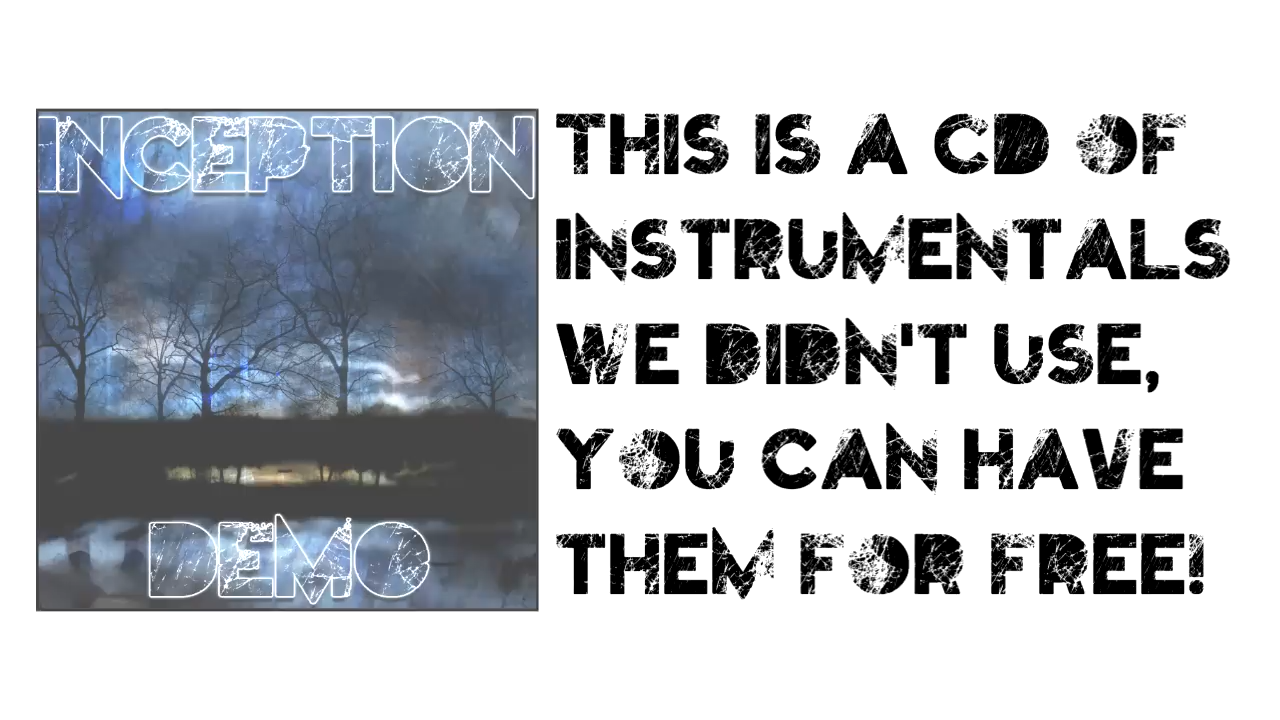 INCEPTION
DEMO
THIS IS A CD OF
INSTRUMENTALS
WE DIDN'T USE,
YOU CAN HAVE
THEM FOR FREE!